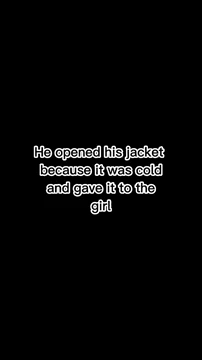 He opened his jacket
because it was cold
and gave it to the
girl